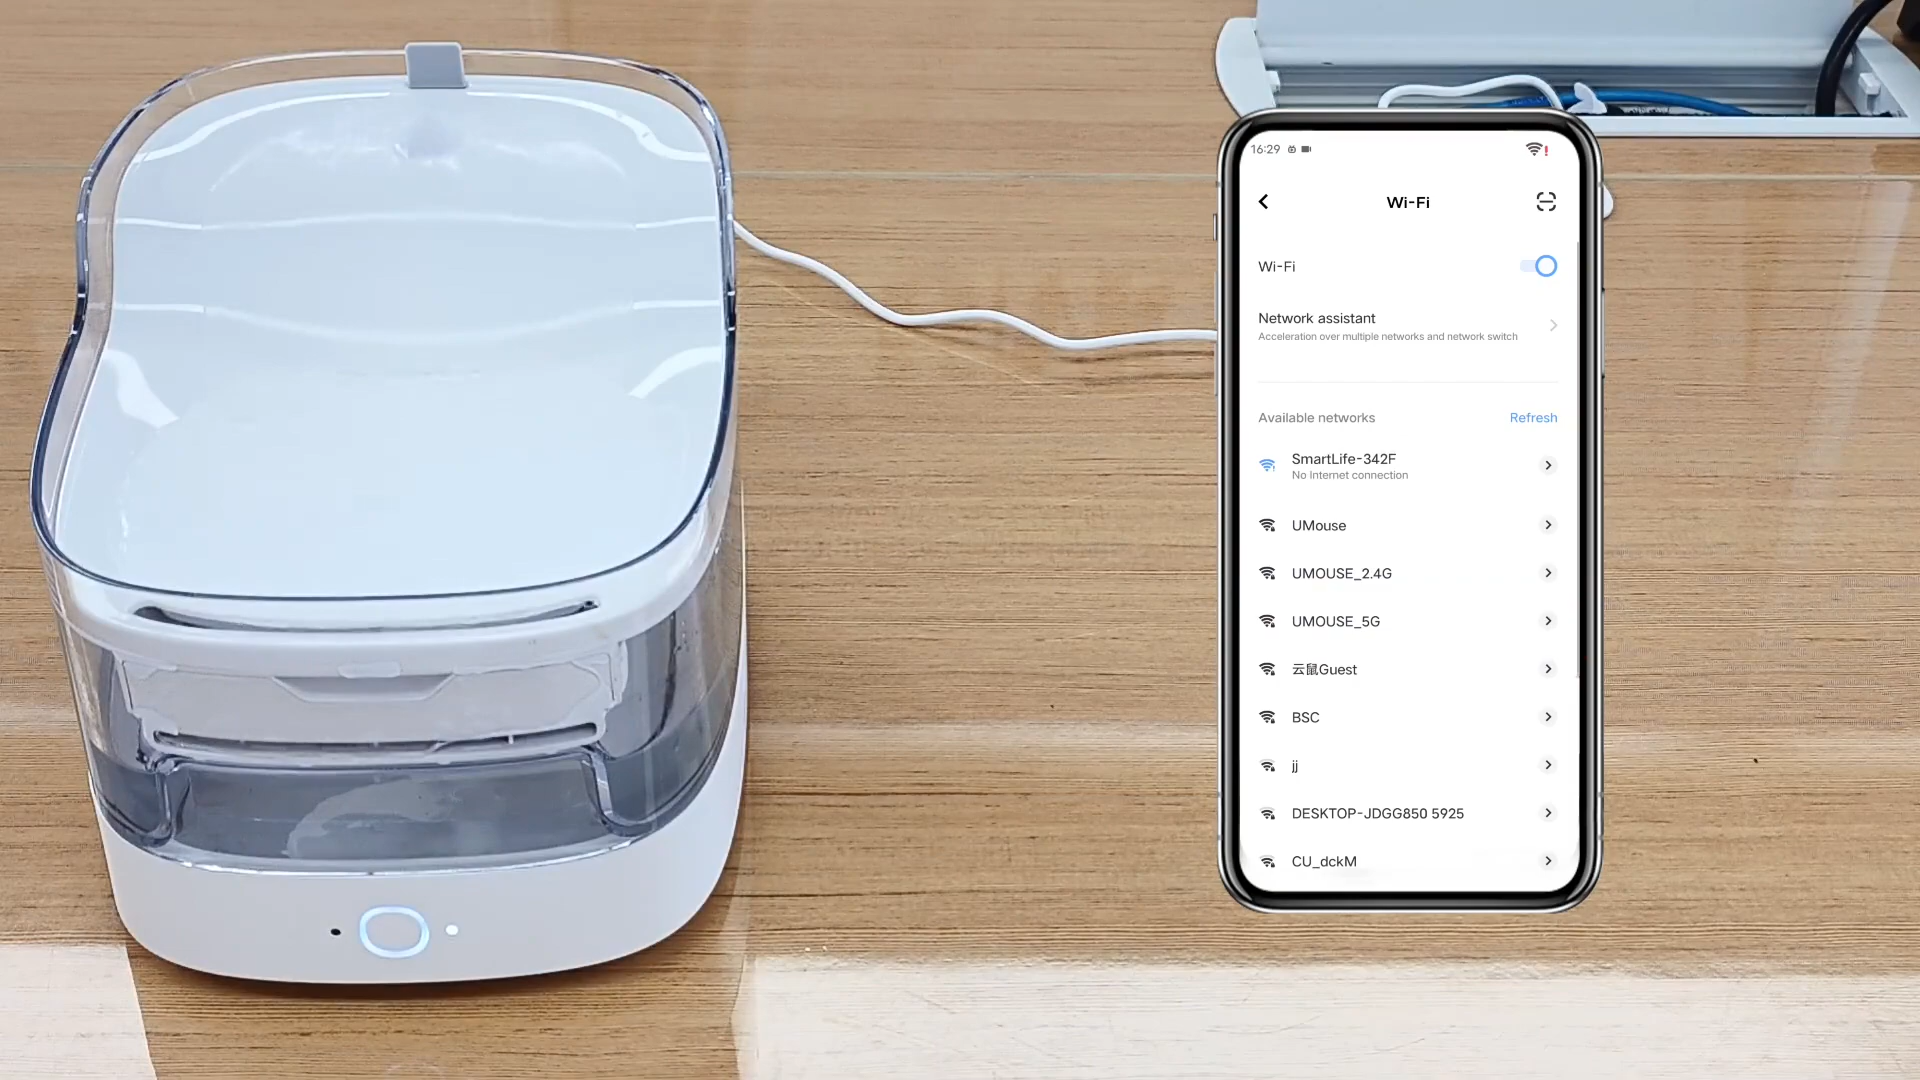 16:29
Wi-Fi
Wi-Fi
Network assistant
Acceleration over multiple networks and network switch
Available networks
Refresh
SmartLife-342F
No Internet connection
UMouse
UMOUSE_2.4G
UMOUSE_5G
云鼠Guest
BSC
jj
DESKTOP-JDGG850 5925
CU_dckM